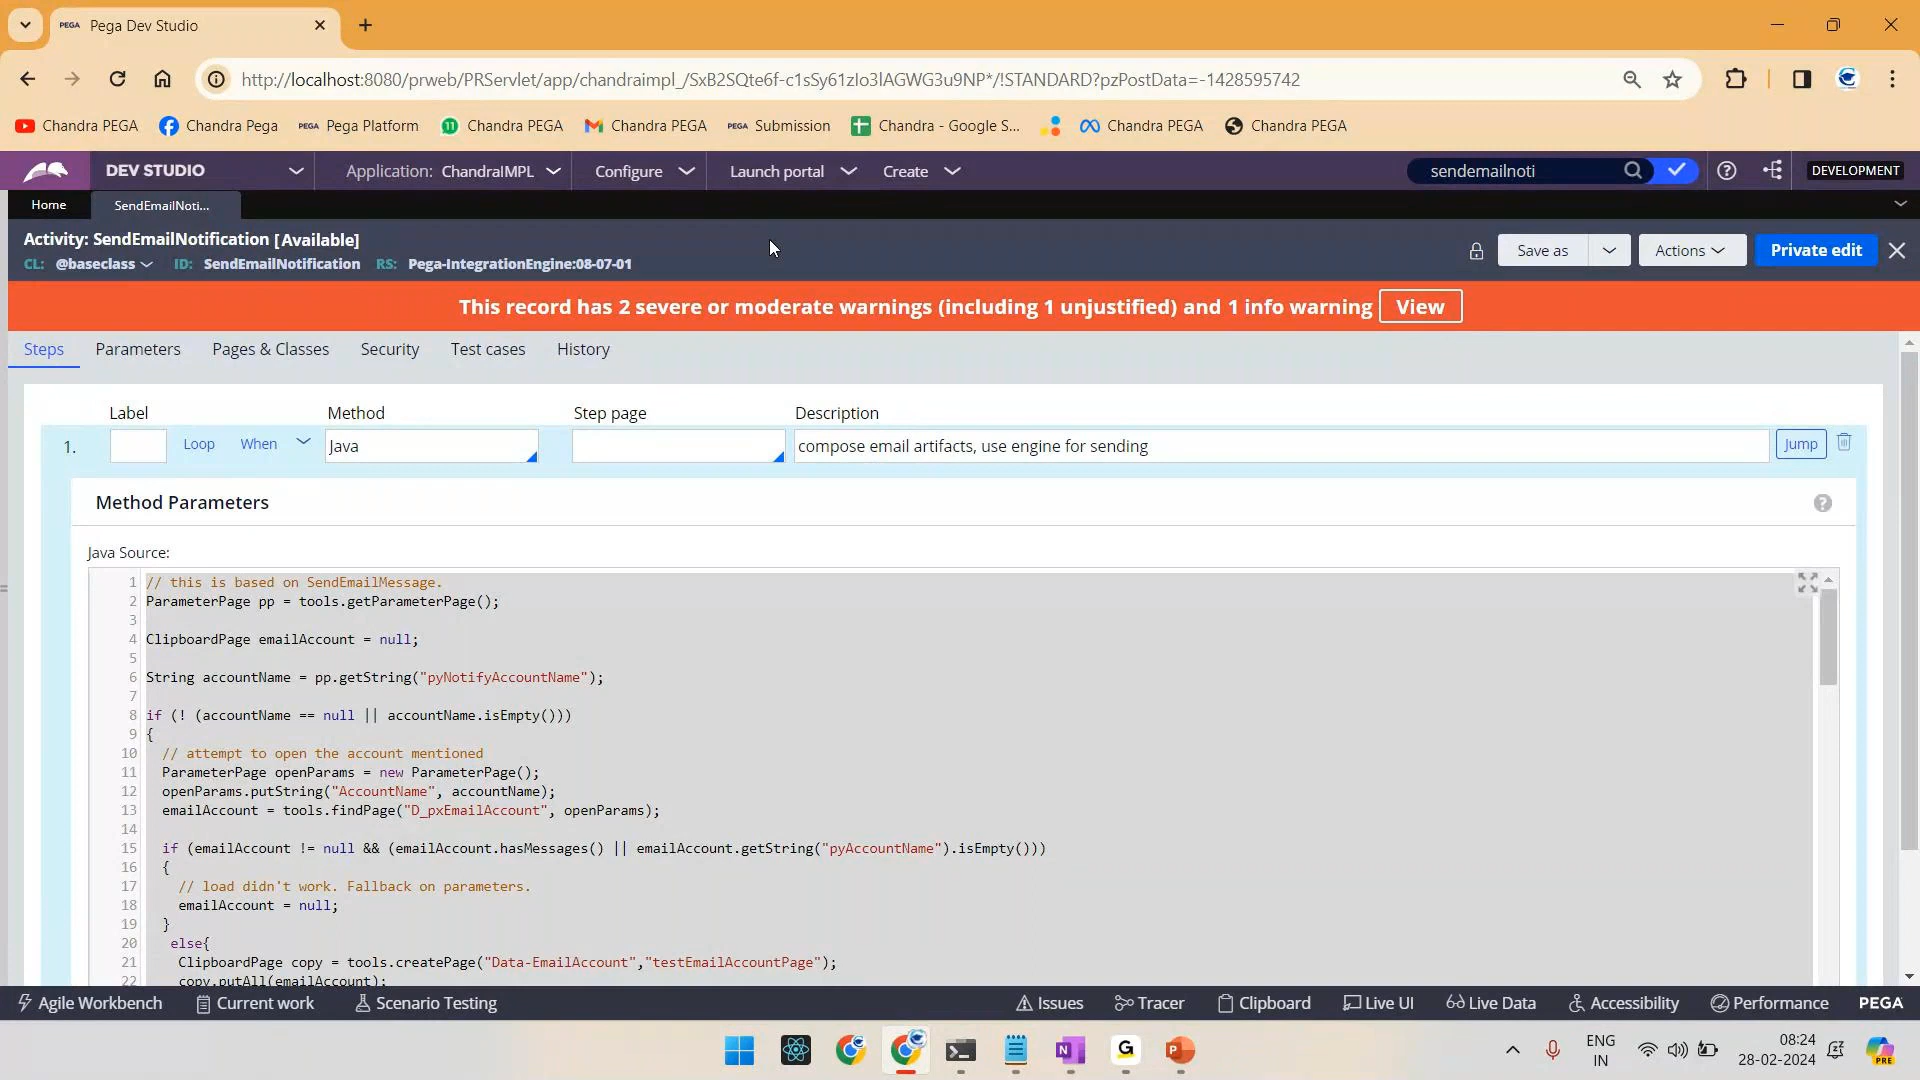 PEGA Pega Dev Studio
http://localhost:8080/prweb/PRServlet/app/chandraimpl_/SxB2SQte6f-c1sSy61zIo3lAGWG3u9NP*/!STANDARD?pzPostData=-1428595742
Chandra PEGA Chandra Pega PEGA Pega Platform 11 Chandra PEGA Chandra PEGA PEGA Submission Chandra - Google S... Chandra PEGA Chandra PEGA
DEV STUDIO Application: ChandraIMPL Configure Launch portal Create sendemailnoti DEVELOPMENT
Home SendEmailNoti...
Activity: SendEmailNotification [Available]
CL: @baseclass ID: SendEmailNotification RS: Pega-IntegrationEngine:08-07-01
Save as Actions Private edit
This record has 2 severe or moderate warnings (including 1 unjustified) and 1 info warning View
Steps Parameters Pages & Classes Security Test cases History
Label Method Step page Description
1. Loop When Java compose email artifacts, use engine for sending Jump
Method Parameters
Java Source:
1 // this is based on SendEmailMessage.
2 ParameterPage pp = tools.getParameterPage();
3
4 ClipboardPage emailAccount = null;
5
6 String accountName = pp.getString("pyNotifyAccountName");
7
8 if (! (accountName == null || accountName.isEmpty()))
9 {
10 // attempt to open the account mentioned
11 ParameterPage openParams = new ParameterPage();
12 openParams.putString("AccountName", accountName);
13 emailAccount = tools.findPage("D_pxEmailAccount", openParams);
14
15 if (emailAccount != null && (emailAccount.hasMessages() || emailAccount.getString("pyAccountName").isEmpty()))
16 {
17 // load didn't work. Fallback on parameters.
18 emailAccount = null;
19 }
20 else{
21 ClipboardPage copy = tools.createPage("Data-EmailAccount","testEmailAccountPage");
22 copy.putAll(emailAccount);
Agile Workbench Current work Scenario Testing Issues Tracer Clipboard Live UI Live Data Accessibility Performance PEGA
ENG
IN
08:24
28-02-2024
PRE